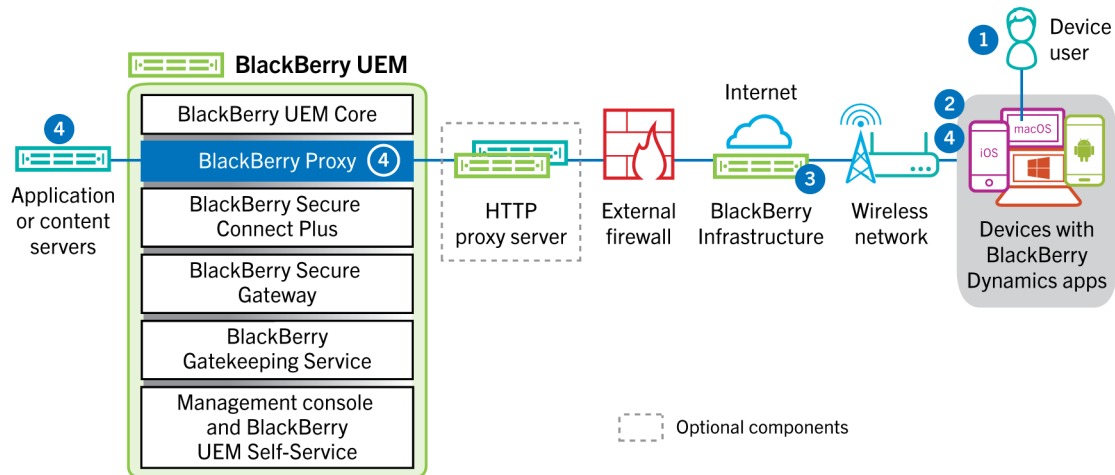 1
Device
user
BlackBerry UEM
Internet
2
4
macOS
iOS
4
BlackBerry UEM Core
BlackBerry Proxy 4
3
Application
or content
servers
BlackBerry Secure
Connect Plus
HTTP
proxy server
External
firewall
BlackBerry
Infrastructure
Wireless
network
Devices with
BlackBerry
Dynamics apps
BlackBerry Secure
Gateway
BlackBerry
Gatekeeping Service
Management console
and BlackBerry
UEM Self-Service
Optional components